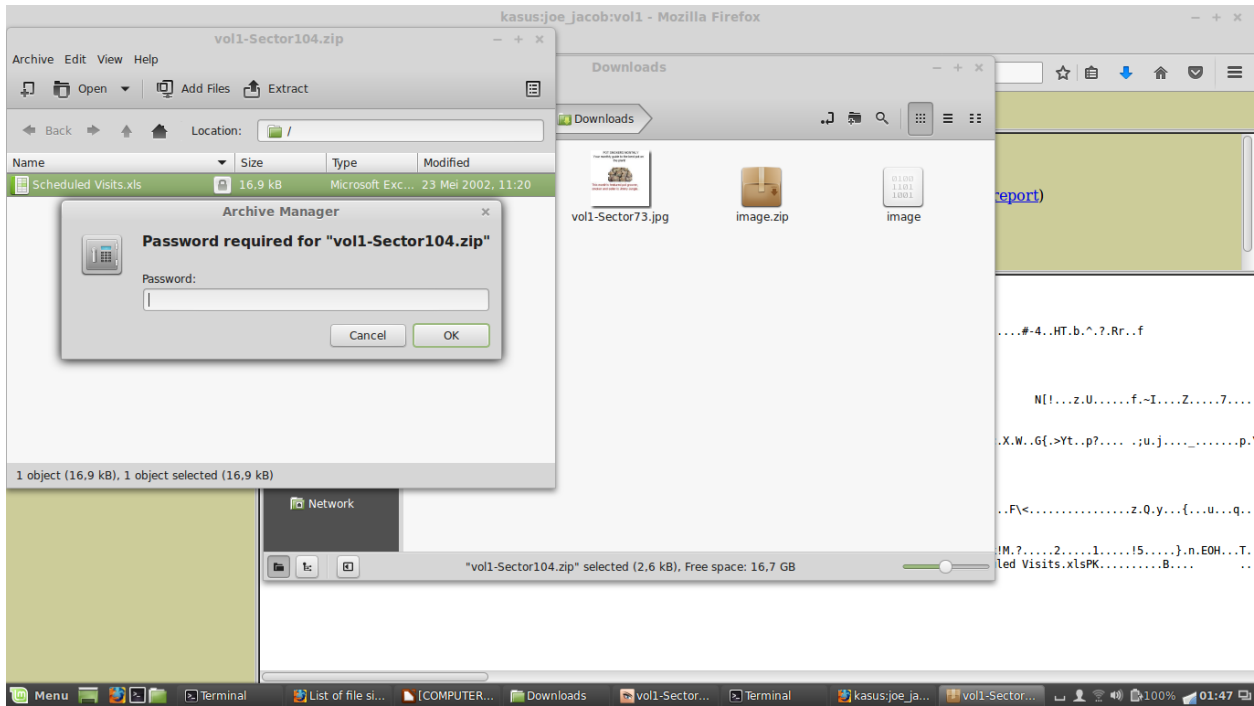 kasus:joe_jacob:vol1 - Mozilla Firefox
vol1-Sector104.zip
Archive Edit View Help
Open
Add Files
Extract
Back
Location:
/
Name Size Type Modified
Scheduled Visits.xls 16.9 kB Microsoft Exc... 23 Mei 2002, 11:20
Archive Manager
Password required for "vol1-Sector104.zip"
Password:
Cancel
OK
1 object (16,9 kB), 1 object selected (16,9 kB)
Downloads
Downloads
vol1-Sector73.jpg
image.zip
0100
1101
1001
image
Network
"vol1-Sector104.zip" selected (2,6 kB), Free space: 16,7 GB
report)
....#-4..HT.b.^.?.Rr..f
N[!...z.U......f.~I....Z.....7....
.X.W..G{.>Yt..p?.... .;u.j...._.......p.
..F\<...............z.Q.y...{...u...q..
!M.?.....2.....1.....!5.....}.n.EOH...T.
led Visits.xlsPK..........B.... ..
Menu
Terminal
List of file si...
[COMPUTER...
Downloads
vol1-Sector...
Terminal
kasus:joe_ja...
vol1-Sector...
100%
01:47